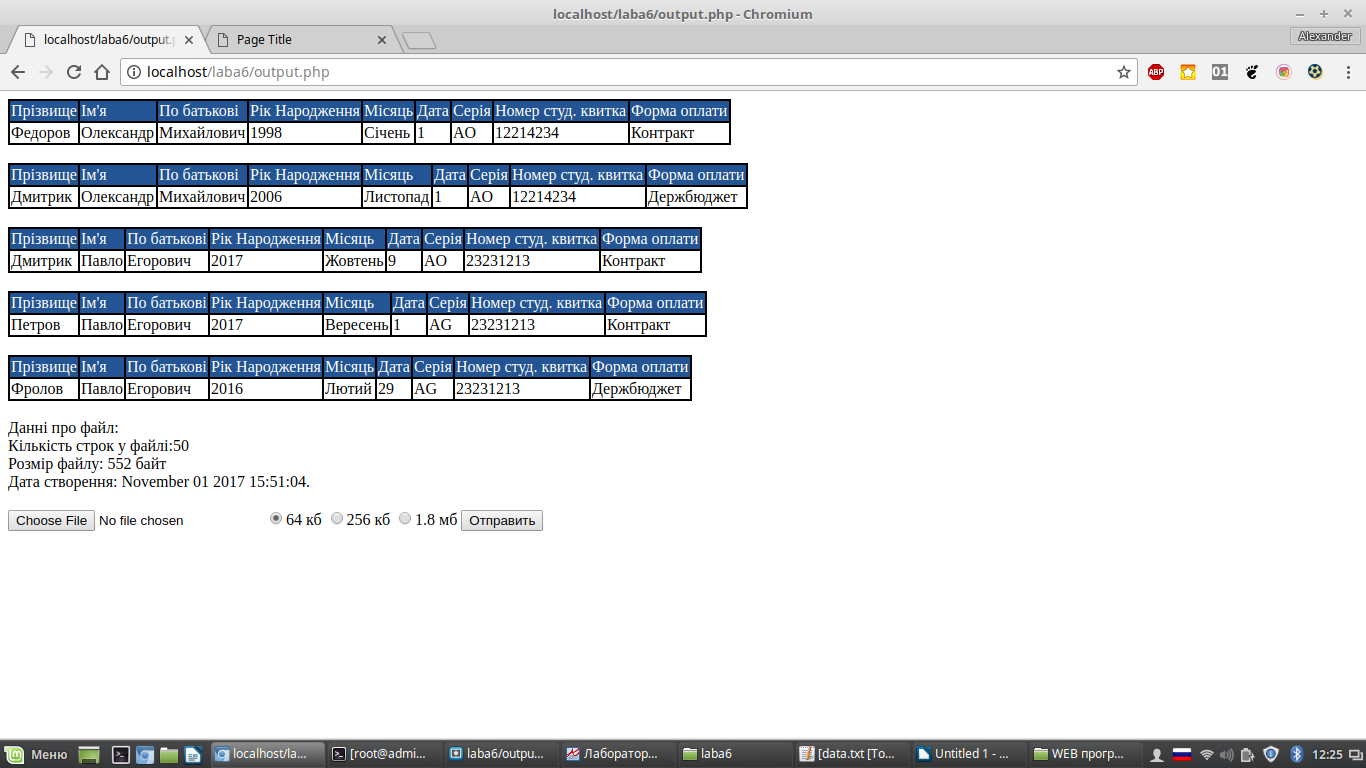 localhost/laba6/output.php - Chromium
localhost/laba6/output.p Page Title Alexander
localhost/laba6/output.php ABP 01
Прізвище Ім'я По батькові Рік Народження Місяць Дата Серія Номер студ. квитка Форма оплати
Федоров Олександр Михайлович 1998 Січень 1 АО 12214234 Контракт
Прізвище Ім'я По батькові Рік Народження Місяць Дата Серія Номер студ. квитка Форма оплати
Дмитрик Олександр Михайлович 2006 Листопад 1 АО 12214234 Держбюджет
Прізвище Ім'я По батькові Рік Народження Місяць Дата Серія Номер студ. квитка Форма оплати
Дмитрик Павло Егорович 2017 Жовтень 9 АО 23231213 Контракт
Прізвище Ім'я По батькові Рік Народження Місяць Дата Серія Номер студ. квитка Форма оплати
Петров Павло Егорович 2017 Вересень 1 AG 23231213 Контракт
Прізвище Ім'я По батькові Рік Народження Місяць Дата Серія Номер студ. квитка Форма оплати
Фролов Павло Егорович 2016 Лютий 29 AG 23231213 Держбюджет
Данні про файл:
Кількість строк у файлі:50
Розмір файлу: 552 байт
Дата створення: November 01 2017 15:51:04.
Choose File No file chosen 64 кб 256 кб 1.8 мб Отправить
Меню localhost/la... [root@admi... laba6/outpu... Лаборатор... laba6 [data.txt [To... Untitled 1 - ... WEB прогр... 12:25